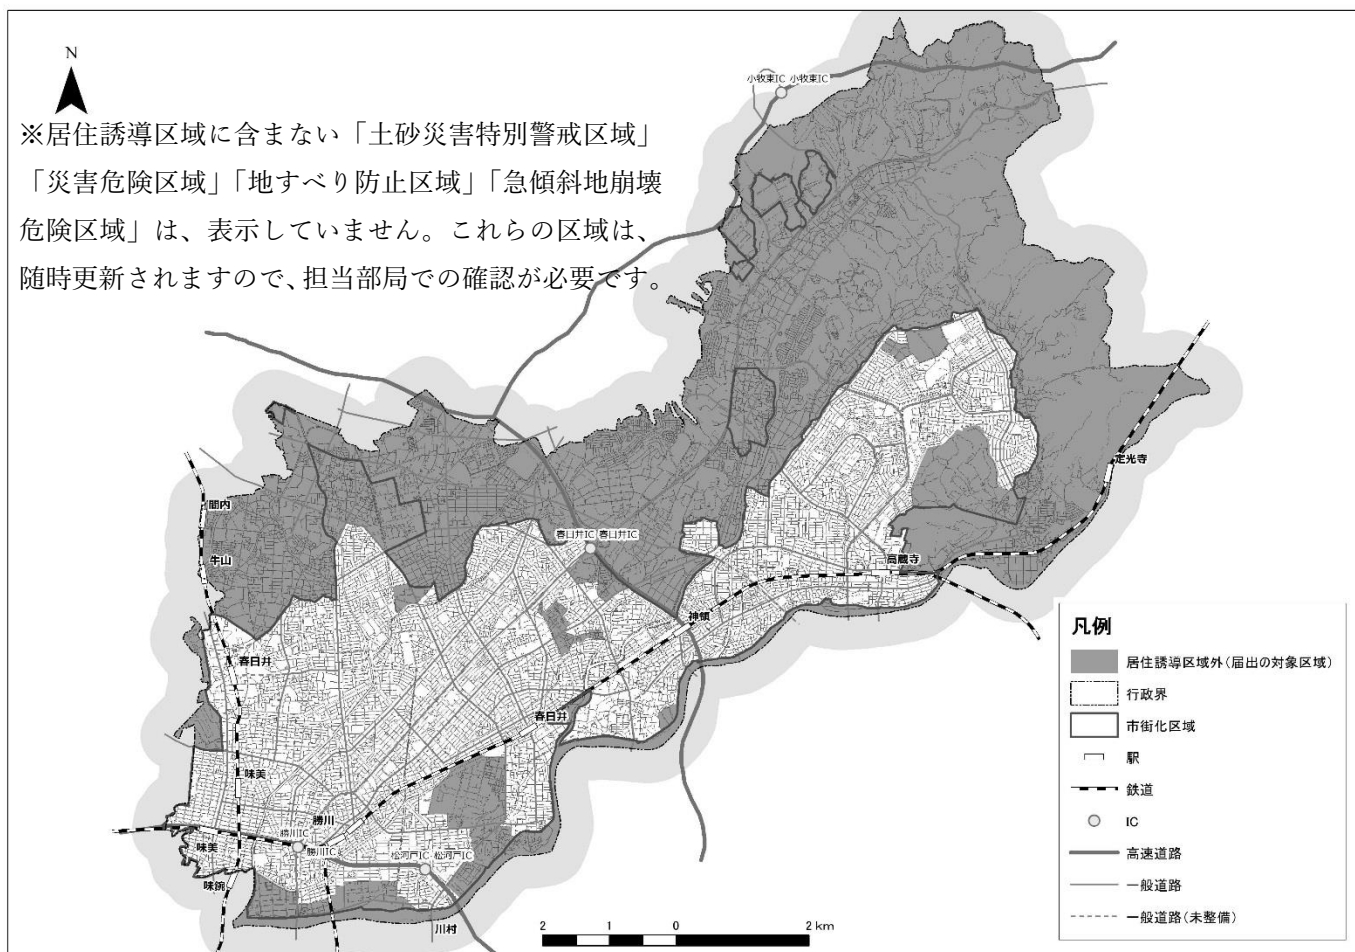 N
※居住誘導区域に含まない「土砂災害特別警戒区域」
「災害危険区域」「地すべり防止区域」「急傾斜地崩壊
危険区域」は、表示していません。これらの区域は、
随時更新されますので、担当部局での確認が必要です。
小牧東IC 小牧東IC
間内
牛山
春日井IC 春日井IC
定光寺
高蔵寺
神領
春日井
春日井
味美
勝川
勝川IC
勝川IC
松河戸IC 松河戸IC
味美
味鋺
川村
凡例
居住誘導区域外(届出の対象区域)
行政界
市街化区域
駅
鉄道
IC
高速道路
一般道路
一般道路(未整備)
2 1 0 2 km